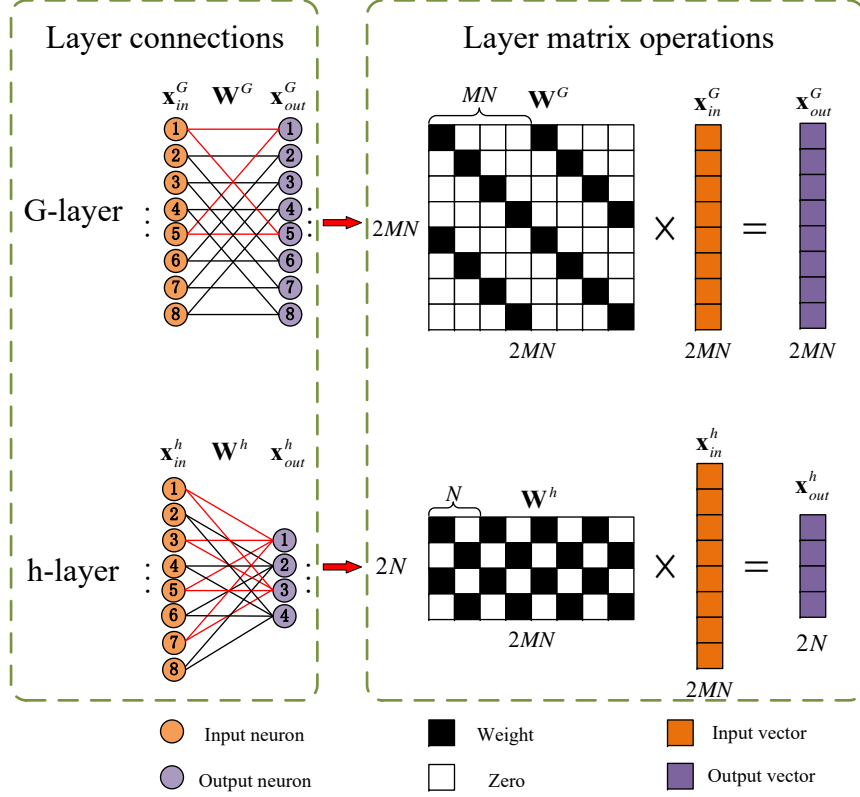 Layer connections
Layer matrix operations
x_in^G W^G x_out^G
1 2 3 4 5 6 7 8
1 2 3 4 5 6 7 8
G-layer
MN W^G
2MN
2MN
×
x_in^G
2MN
=
x_out^G
2MN
x_in^h W^h x_out^h
1 2 3 4 5 6 7 8
1 2 3 4
h-layer
N W^h
2N
2MN
×
x_in^h
2MN
=
x_out^h
2N
Input neuron
Weight
Input vector
Output neuron
Zero
Output vector